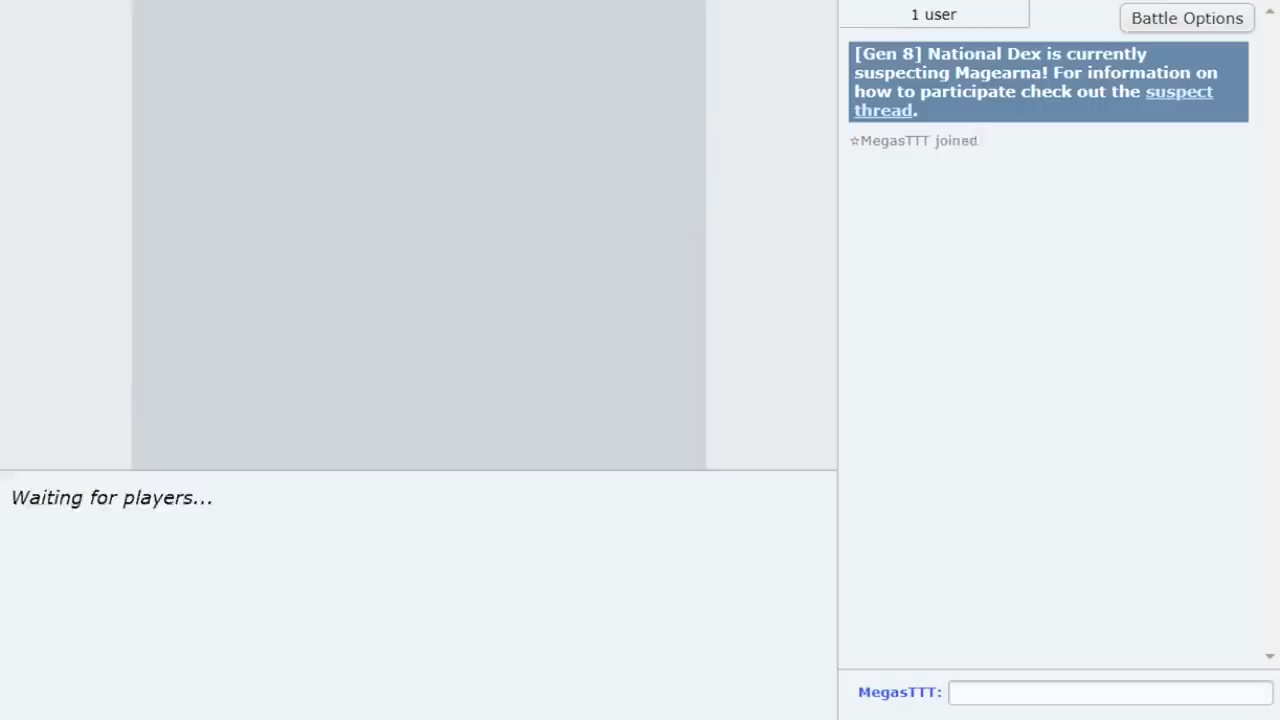 1 user
Battle Options
[Gen 8] National Dex is currently
suspecting Magearna! For information on
how to participate check out the suspect
thread.
☆MegasTTT joined
Waiting for players...
MegasTTT: